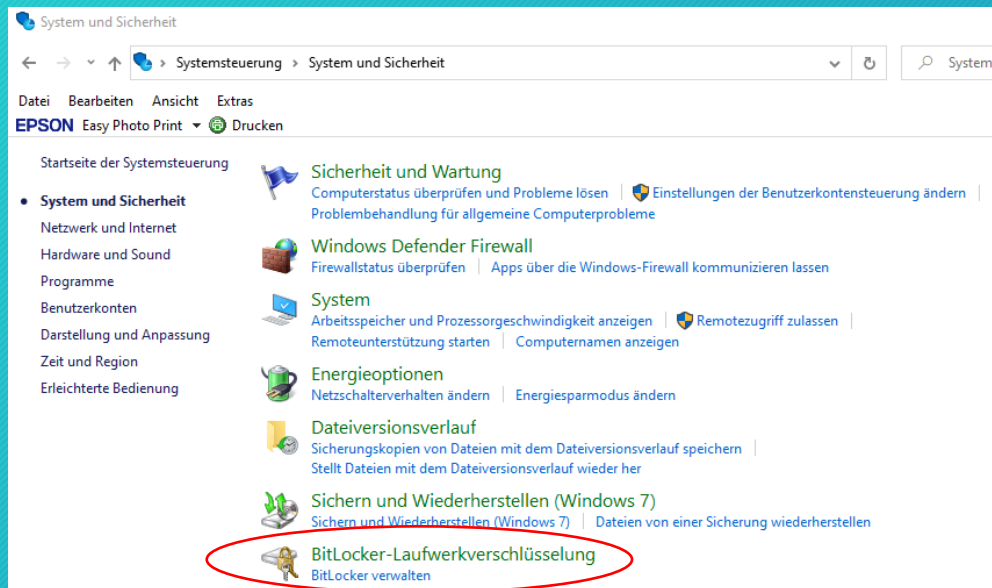 System und Sicherheit
Systemsteuerung > System und Sicherheit
System
Datei Bearbeiten Ansicht Extras
EPSON Easy Photo Print Drucken
Startseite der Systemsteuerung
System und Sicherheit
Netzwerk und Internet
Hardware und Sound
Programme
Benutzerkonten
Darstellung und Anpassung
Zeit und Region
Erleichterte Bedienung
Sicherheit und Wartung
Computerstatus überprüfen und Probleme lösen | Einstellungen der Benutzerkontensteuerung ändern |
Problembehandlung für allgemeine Computerprobleme
Windows Defender Firewall
Firewallstatus überprüfen | Apps über die Windows-Firewall kommunizieren lassen
System
Arbeitsspeicher und Prozessorgeschwindigkeit anzeigen | Remotezugriff zulassen |
Remoteunterstützung starten | Computernamen anzeigen
Energieoptionen
Netzschalterverhalten ändern | Energiesparmodus ändern
Dateiversionsverlauf
Sicherungskopien von Dateien mit dem Dateiversionsverlauf speichern |
Stellt Dateien mit dem Dateiversionsverlauf wieder her
Sichern und Wiederherstellen (Windows 7)
Sichern und Wiederherstellen (Windows 7) | Dateien von einer Sicherung wiederherstellen
BitLocker-Laufwerkverschlüsselung
BitLocker verwalten